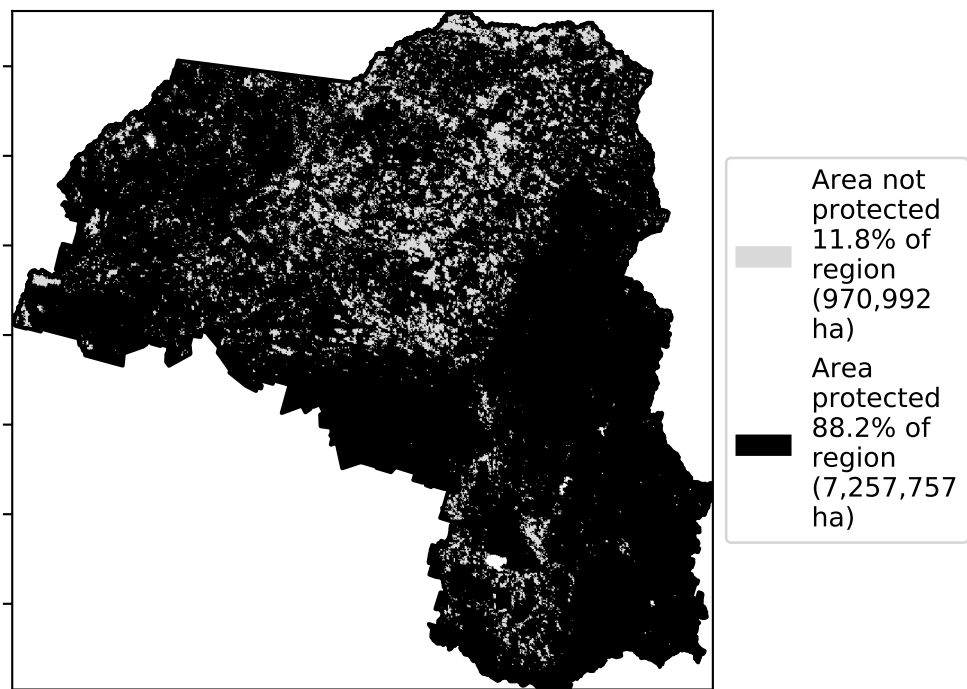 Area not
protected
11.8% of
region
(970,992
ha)
Area
protected
88.2% of
region
(7,257,757
ha)